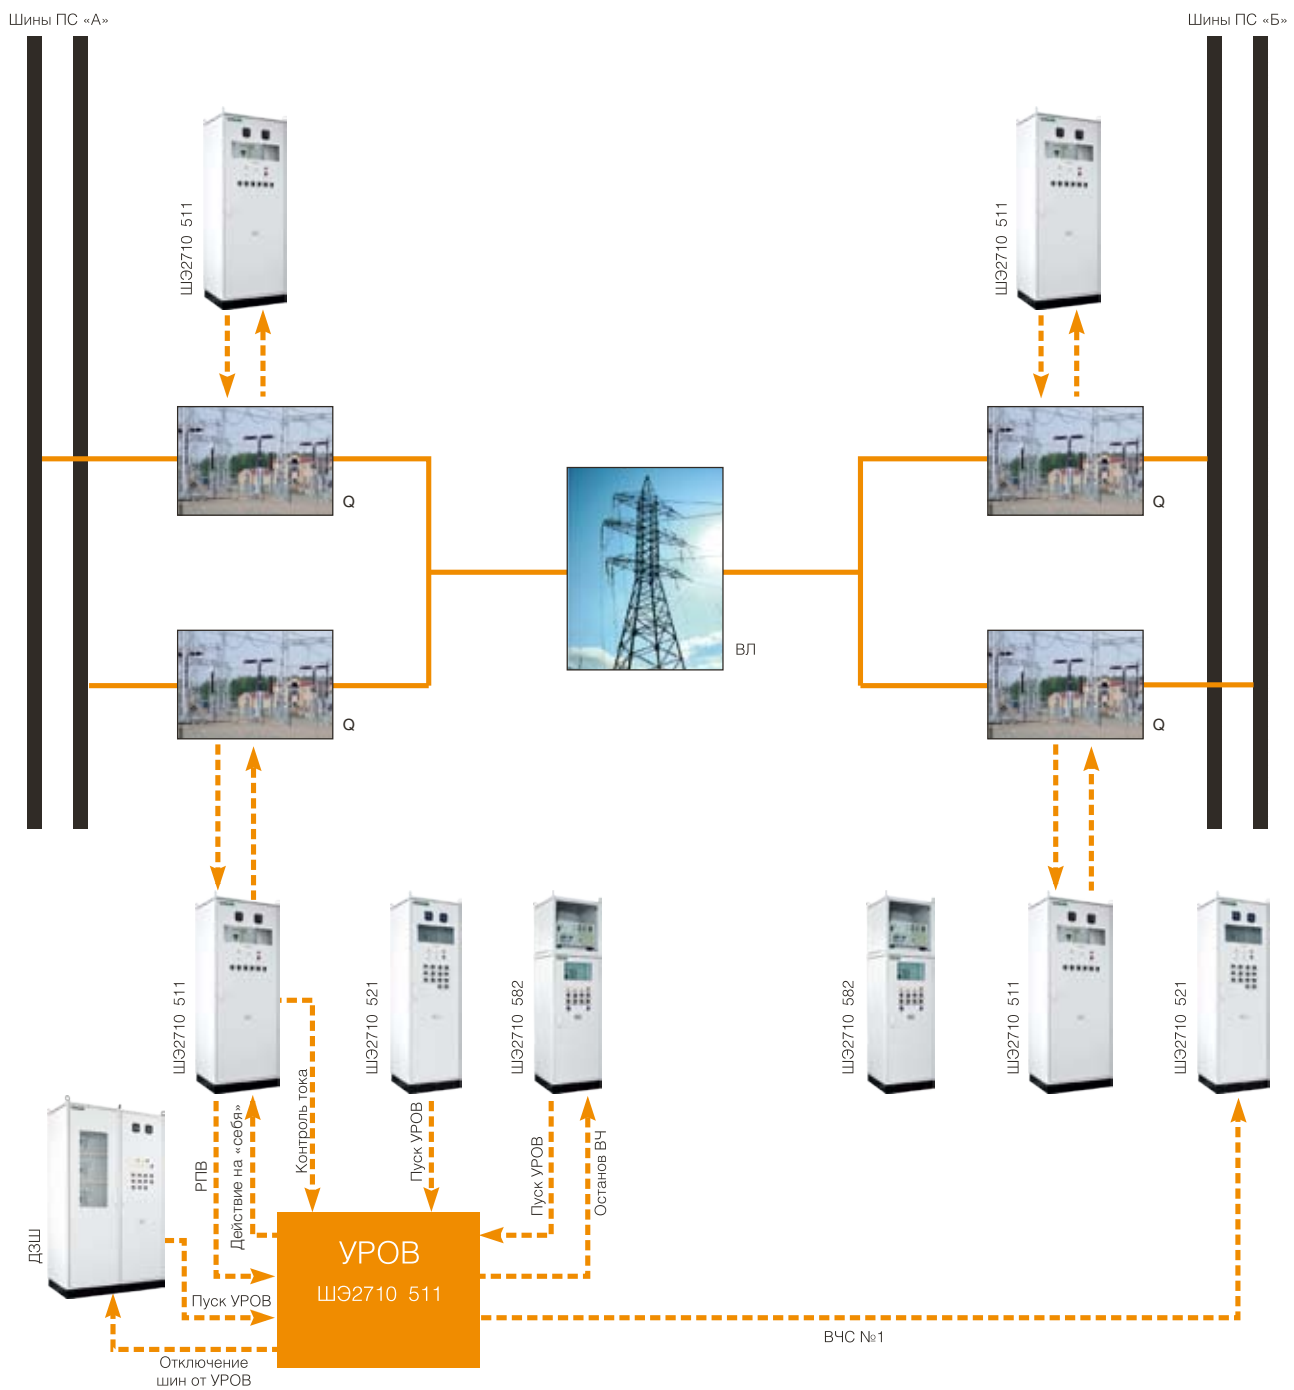 Шины ПС «А»
Шины ПС «Б»
ШЭ2710 511
ШЭ2710 511
Q
Q
ВЛ
Q
Q
ШЭ2710 511
ШЭ2710 521
ШЭ2710 582
ШЭ2710 582
ШЭ2710 511
ШЭ2710 521
РПВ
Действие на «себя»
Контроль тока
Пуск УРОВ
Пуск УРОВ
Останов ВЧ
ДЗШ
УРОВ
ШЭ2710 511
Пуск УРОВ
ВЧС №1
Отключение
шин от УРОВ